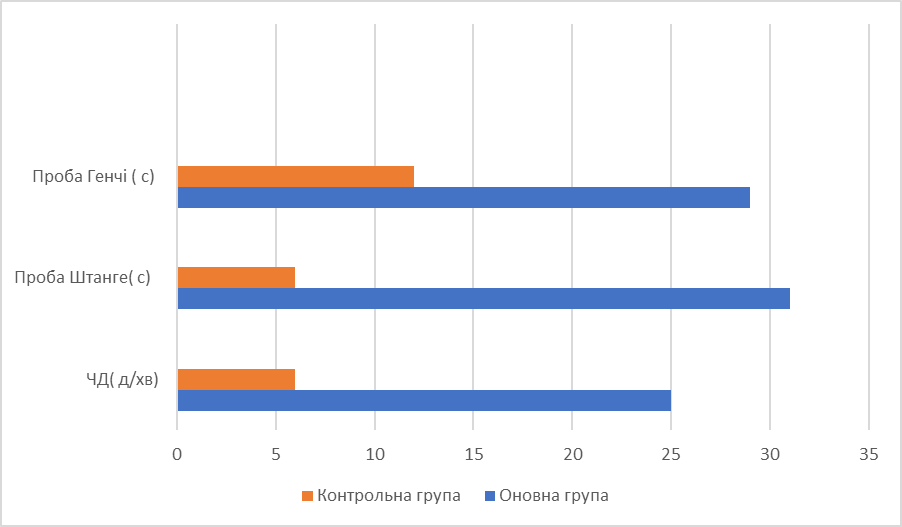 Проба Генчі ( с)
Проба Штанге( с)
ЧД( д/хв)
0 5 10 15 20 25 30 35
Контрольна група Оновна група